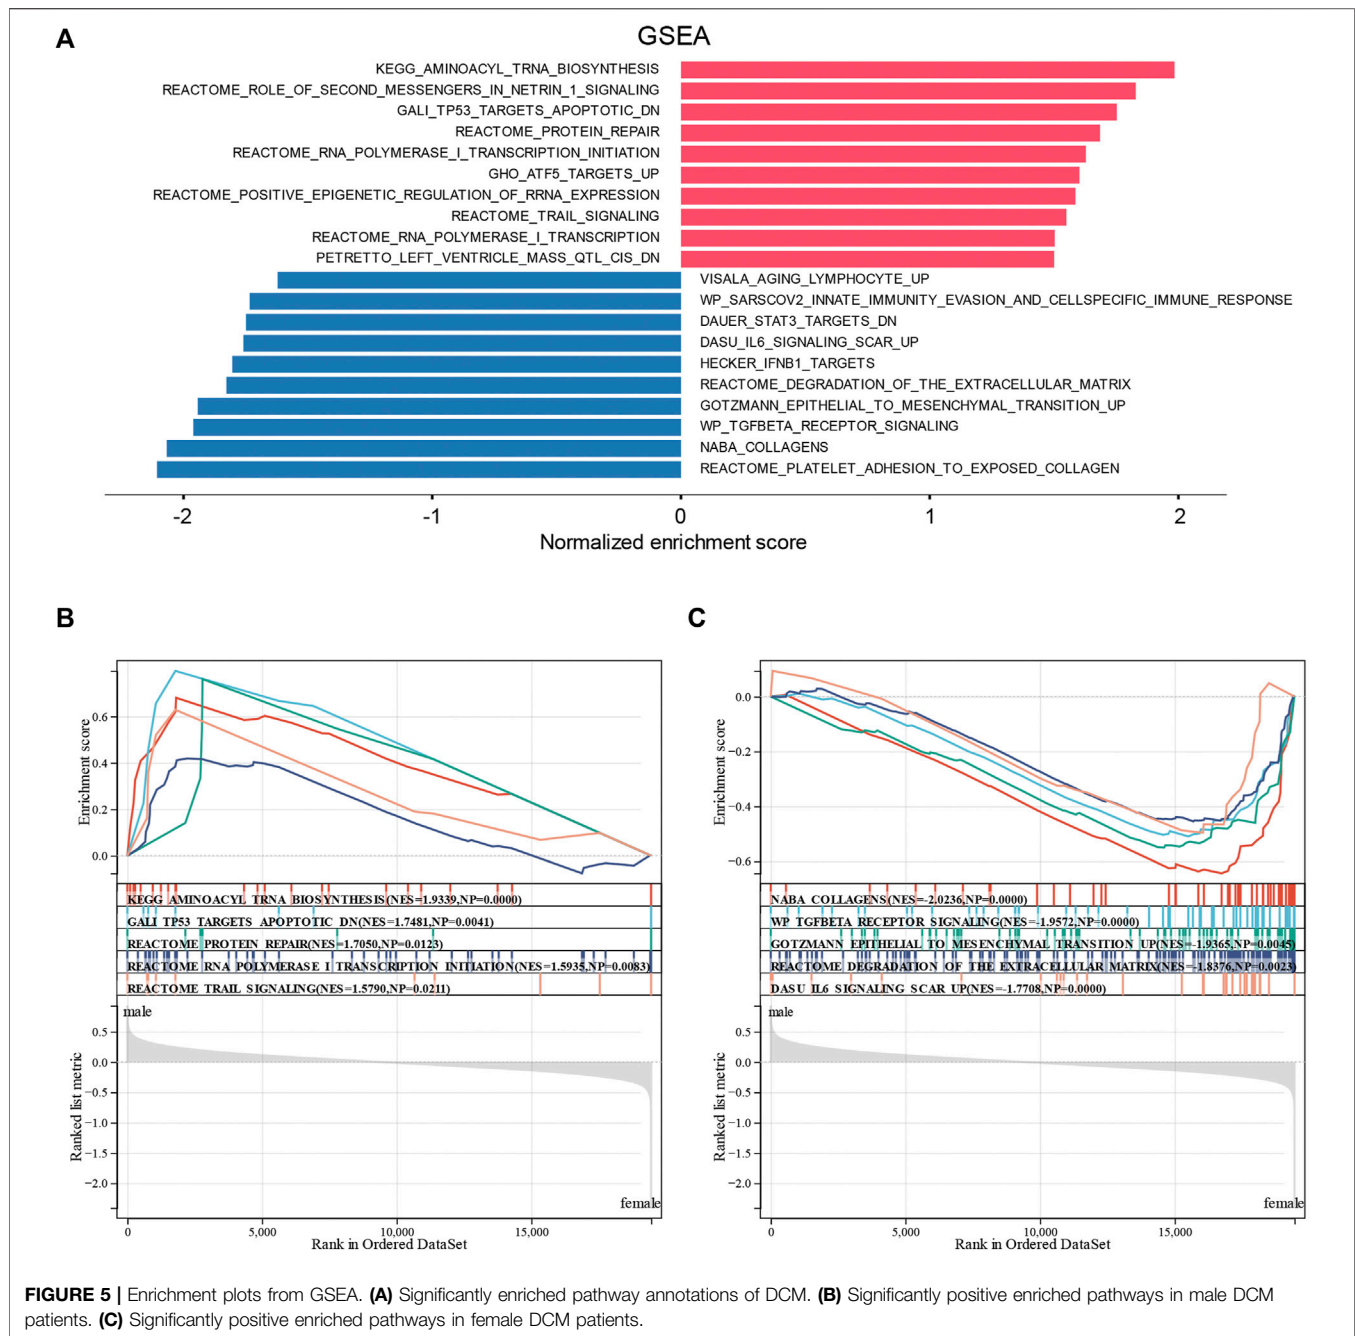 A
GSEA
KEGG_AMINOACYL_TRNA_BIOSYNTHESIS
REACTOME_ROLE_OF_SECOND_MESSENGERS_IN_NETRIN_1_SIGNALING
GALI_TP53_TARGETS_APOPTOTIC_DN
REACTOME_PROTEIN_REPAIR
REACTOME_RNA_POLYMERASE_I_TRANSCRIPTION_INITIATION
GHO_ATF5_TARGETS_UP
REACTOME_POSITIVE_EPIGENETIC_REGULATION_OF_RRNA_EXPRESSION
REACTOME_TRAIL_SIGNALING
REACTOME_RNA_POLYMERASE_I_TRANSCRIPTION
PETRETTO_LEFT_VENTRICLE_MASS_QTL_CIS_DN
VISALA_AGING_LYMPHOCYTE_UP
WP_SARSCOV2_INNATE_IMMUNITY_EVASION_AND_CELLSPECIFIC_IMMUNE_RESPONSE
DAUER_STAT3_TARGETS_DN
DASU_IL6_SIGNALING_SCAR_UP
HECKER_IFNB1_TARGETS
REACTOME_DEGRADATION_OF_THE_EXTRACELLULAR_MATRIX
GOTZMANN_EPITHELIAL_TO_MESENCHYMAL_TRANSITION_UP
WP_TGFBETA_RECEPTOR_SIGNALING
NABA_COLLAGENS
REACTOME_PLATELET_ADHESION_TO_EXPOSED_COLLAGEN
-2 -1 0 1 2
Normalized enrichment score
B
Enrichment score
0.6
0.4
0.2
0.0
KEGG AMINOACYL TRNA BIOSYNTHESIS(NES=1.9339,NP=0.0000)
GALI TP53 TARGETS APOPTOTIC DN(NES=1.7481,NP=0.0041)
REACTOME PROTEIN REPAIR(NES=1.7050,NP=0.0123)
REACTOME RNA POLYMERASE I TRANSCRIPTION INITIATION(NES=1.5935,NP=0.0083)
REACTOME TRAIL SIGNALING(NES=1.5790,NP=0.0211)
male
Ranked list metric
0.5
0.0
−0.5
−1.0
−1.5
−2.0
female
0 5,000 10,000 15,000
Rank in Ordered DataSet
C
Enrichment score
0.0
−0.2
−0.4
−0.6
NABA COLLAGENS(NES=-2.0236,NP=0.0000)
WP TGFBETA RECEPTOR SIGNALING(NES=-1.9572,NP=0.0000)
GOTZMANN EPITHELIAL TO MESENCHYMAL TRANSITION UP(NES=-1.9365,NP=0.0045)
REACTOME DEGRADATION OF THE EXTRACELLULAR MATRIX(NES=-1.8376,NP=0.0023)
DASU IL6 SIGNALING SCAR UP(NES=-1.7708,NP=0.0000)
male
Ranked list metric
0.5
0.0
−0.5
−1.0
−1.5
−2.0
female
0 5,000 10,000 15,000
Rank in Ordered DataSet
FIGURE 5 | Enrichment plots from GSEA. (A) Significantly enriched pathway annotations of DCM. (B) Significantly positive enriched pathways in male DCM
patients. (C) Significantly positive enriched pathways in female DCM patients.